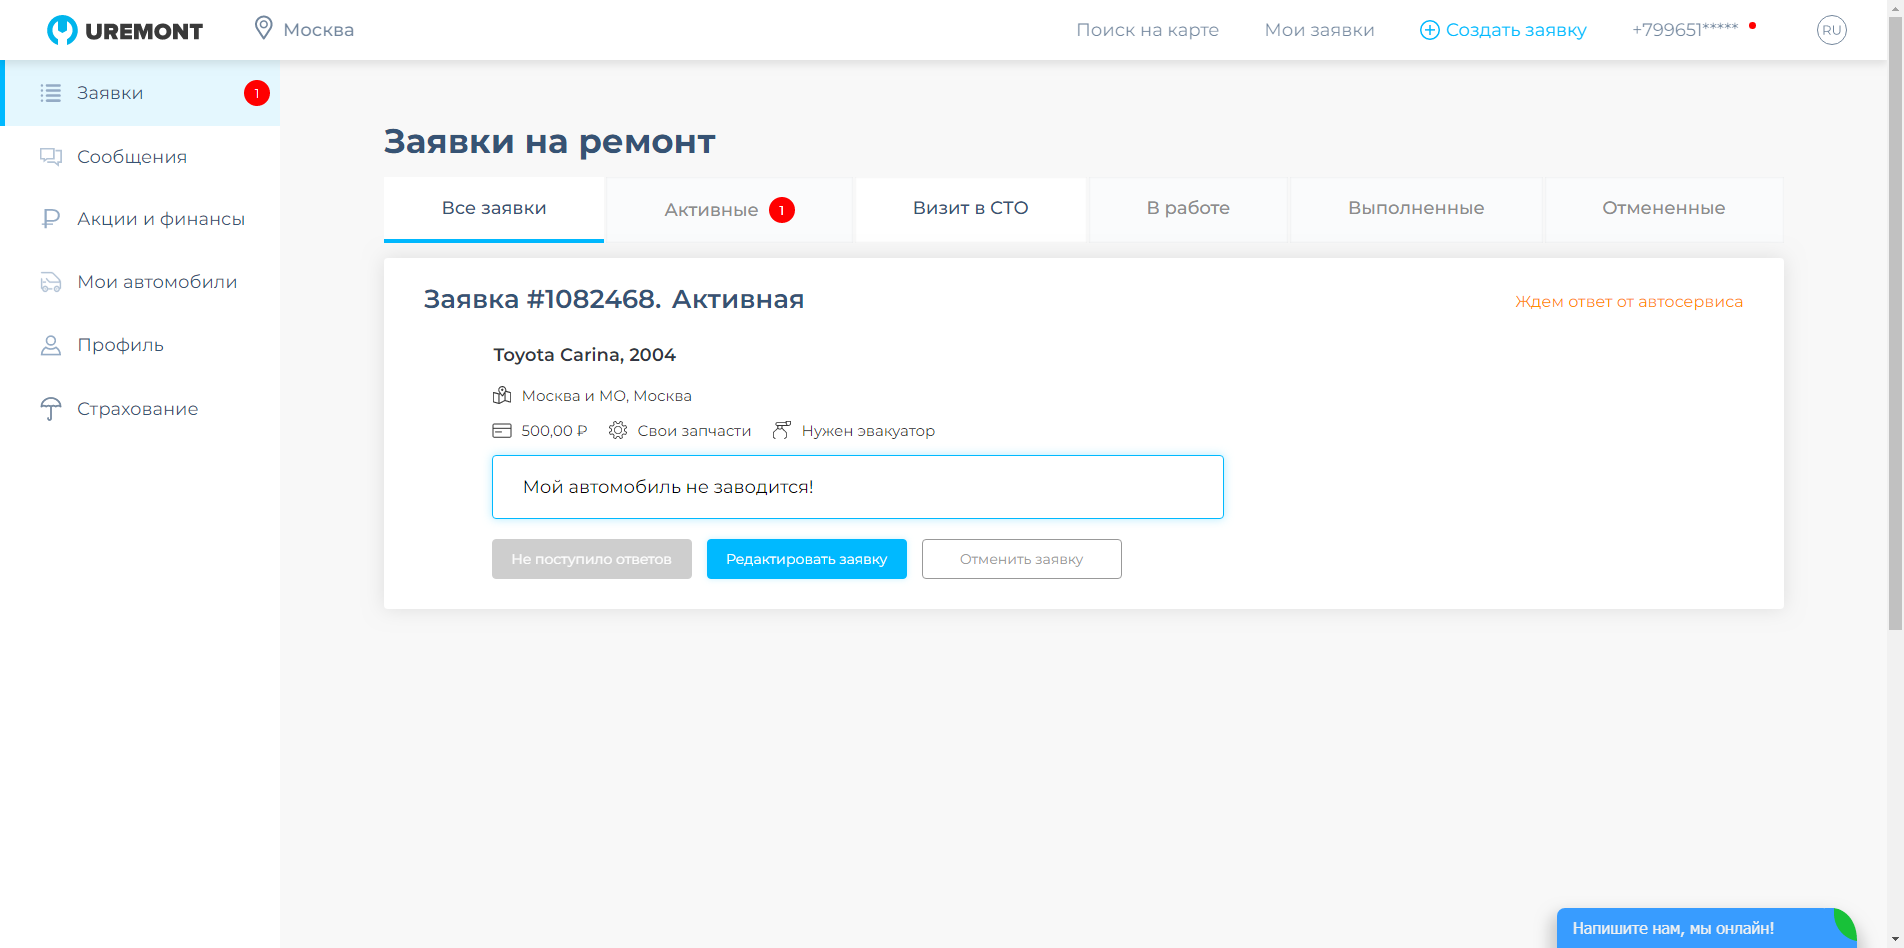 UREMONT
Москва
Поиск на карте
Мои заявки
Создать заявку
+799651*****
RU
Заявки
1
Сообщения
Акции и финансы
Мои автомобили
Профиль
Страхование
Заявки на ремонт
Все заявки
Активные 1
Визит в СТО
В работе
Выполненные
Отмененные
Заявка #1082468. Активная
Ждем ответ от автосервиса
Toyota Carina, 2004
Москва и МО, Москва
500,00 ₽
Свои запчасти
Нужен эвакуатор
Мой автомобиль не заводится!
Не поступило ответов
Редактировать заявку
Отменить заявку
Напишите нам, мы онлайн!